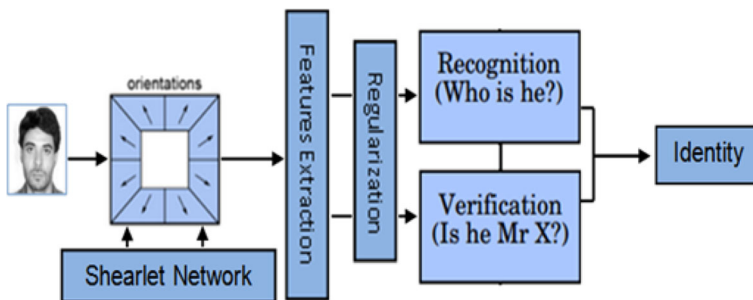 orientations
Shearlet Network
Features Extraction
Regularization
Recognition
(Who is he?)
Verification
(Is he Mr X?)
Identity